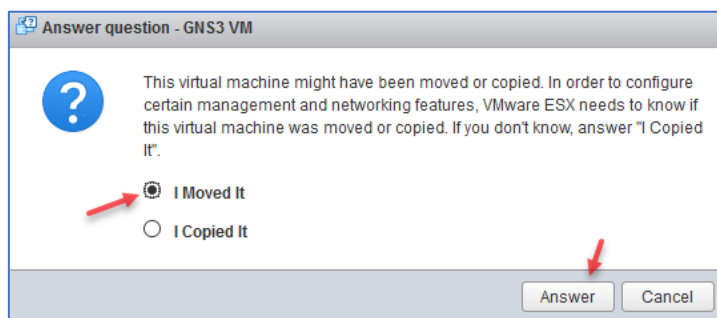 Answer question - GNS3 VM
This virtual machine might have been moved or copied. In order to configure
certain management and networking features, VMware ESX needs to know if
this virtual machine was moved or copied. If you don't know, answer "I Copied
It".
I Moved It
I Copied It
Answer Cancel